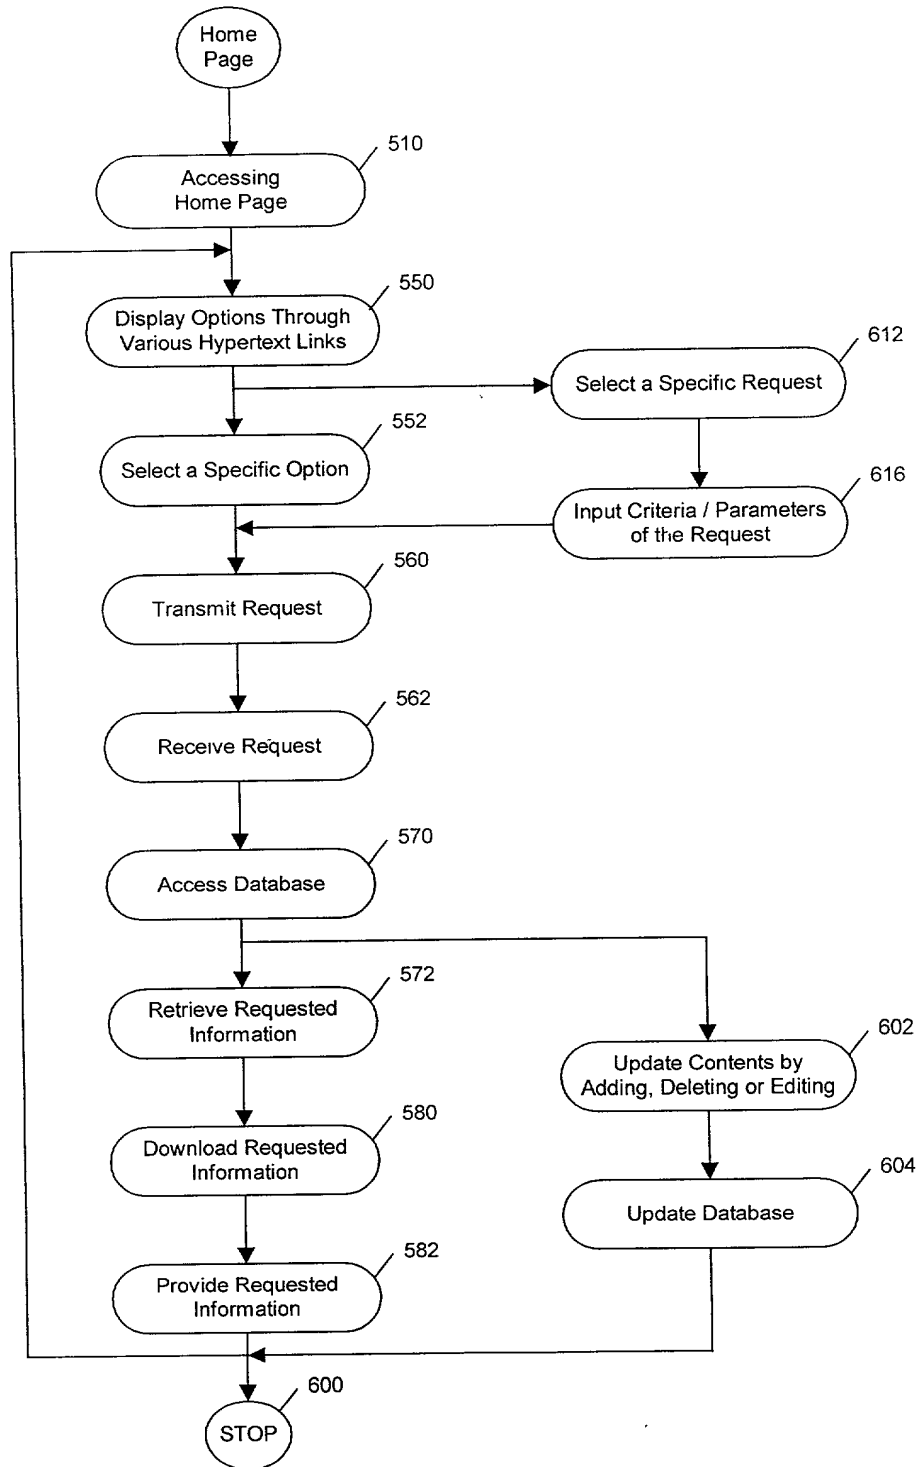 Home
Page
510
Accessing
Home Page
550
Display Options Through
Various Hypertext Links
612
Select a Specific Request
552
Select a Specific Option
616
Input Criteria / Parameters
of the Request
560
Transmit Request
562
Receive Request
570
Access Database
572
Retrieve Requested
Information
602
Update Contents by
Adding, Deleting or Editing
580
Download Requested
Information
604
Update Database
582
Provide Requested
Information
600
STOP